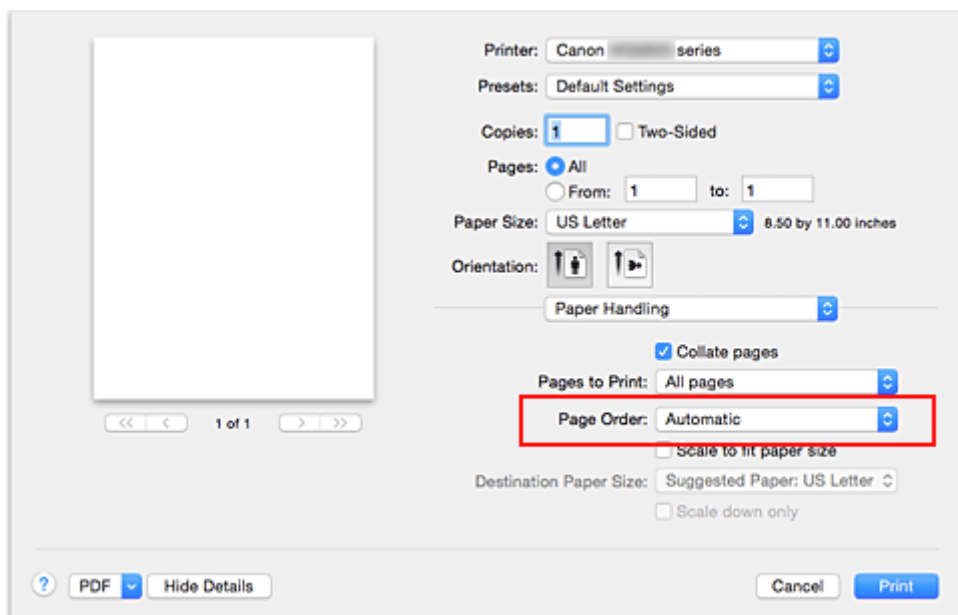 Printer: Canon series
Presets: Default Settings
Copies: 1 Two-Sided
Pages: All
From: 1 to: 1
Paper Size: US Letter 8.50 by 11.00 inches
Orientation:
Paper Handling
Collate pages
Pages to Print: All pages
Page Order: Automatic
Scale to fit paper size
Destination Paper Size: Suggested Paper: US Letter
Scale down only
<< < 1 of 1 > >>
? PDF Hide Details Cancel Print